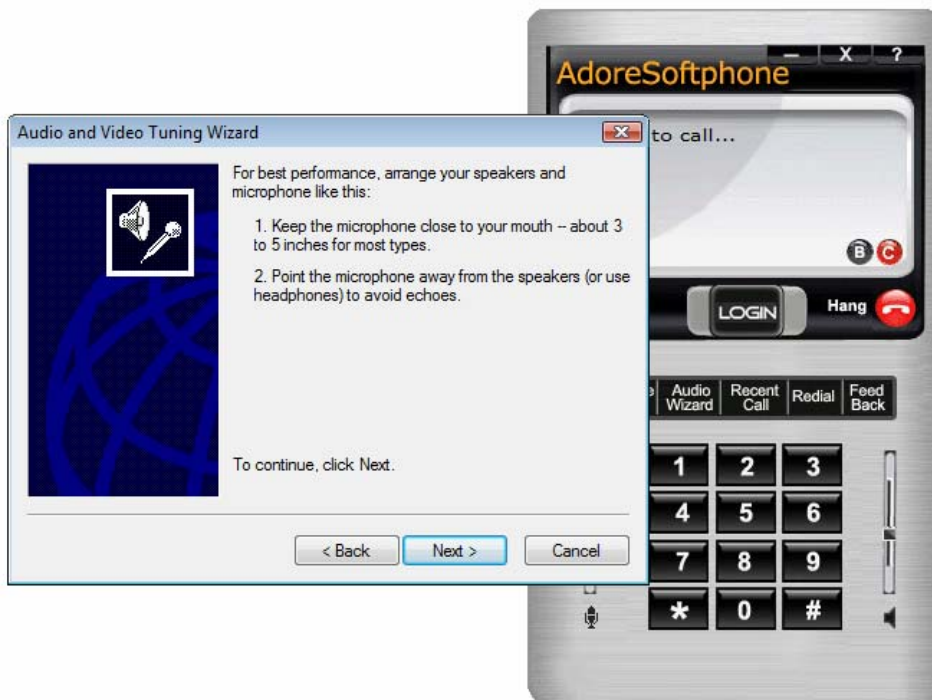 — X ?
AdoreSoftphone
to call...
B C
LOGIN
Hang
Audio Wizard
Recent Call
Redial
Feed Back
1 2 3
4 5 6
7 8 9
* 0 #
Audio and Video Tuning Wizard
For best performance, arrange your speakers and
microphone like this:
1. Keep the microphone close to your mouth -- about 3
to 5 inches for most types.
2. Point the microphone away from the speakers (or use
headphones) to avoid echoes.
To continue, click Next.
< Back
Next >
Cancel